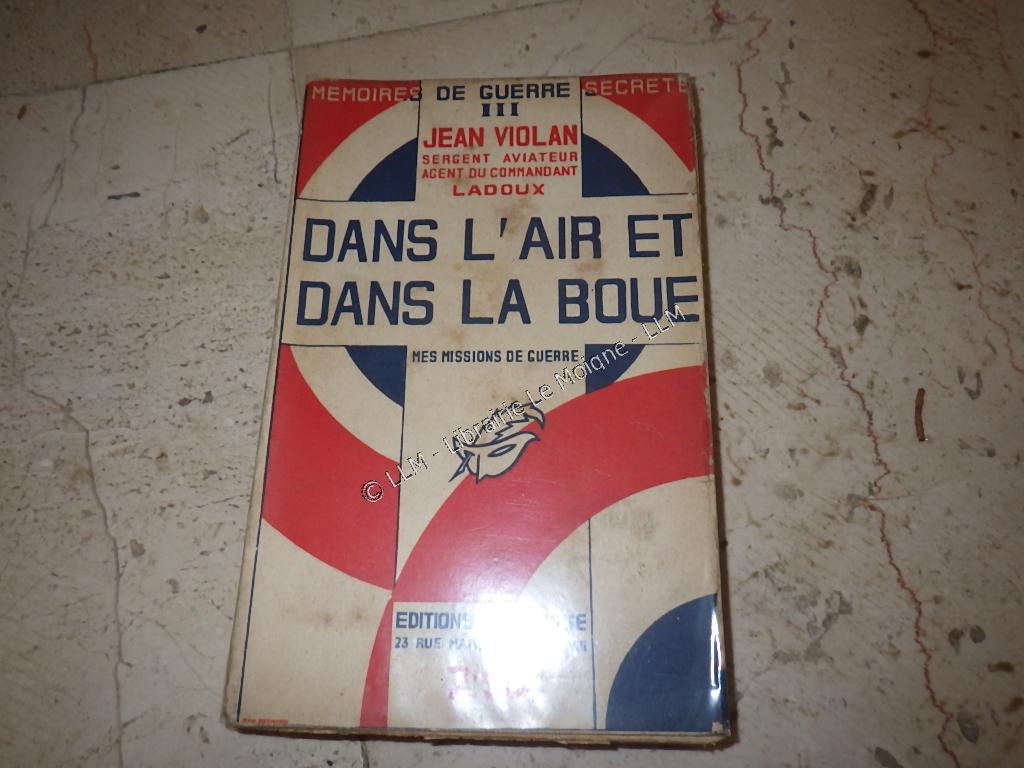 MEMOIRES DE GUERRE SECRETE
III
JEAN VIOLAN
SERGENT AVIATEUR
AGENT DU COMMANDANT
LADOUX
DANS L'AIR ET
DANS LA BOUE
MES MISSIONS DE GUERRE
© LLM - Librairie Le Moigne - LLM
EDITIONS
23 RUE